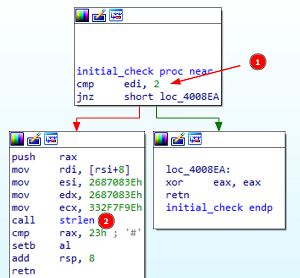 initial_check proc near
cmp edi, 2
jnz short loc_4008EA
1
push rax
mov rdi, [rsi+8]
mov esi, 2687083Eh
mov edx, 2687083Eh
mov ecx, 332F7F9Eh
call strlen
2
cmp rax, 23h ; '#'
setb al
add rsp, 8
retn
loc_4008EA:
xor eax, eax
retn
initial_check endp